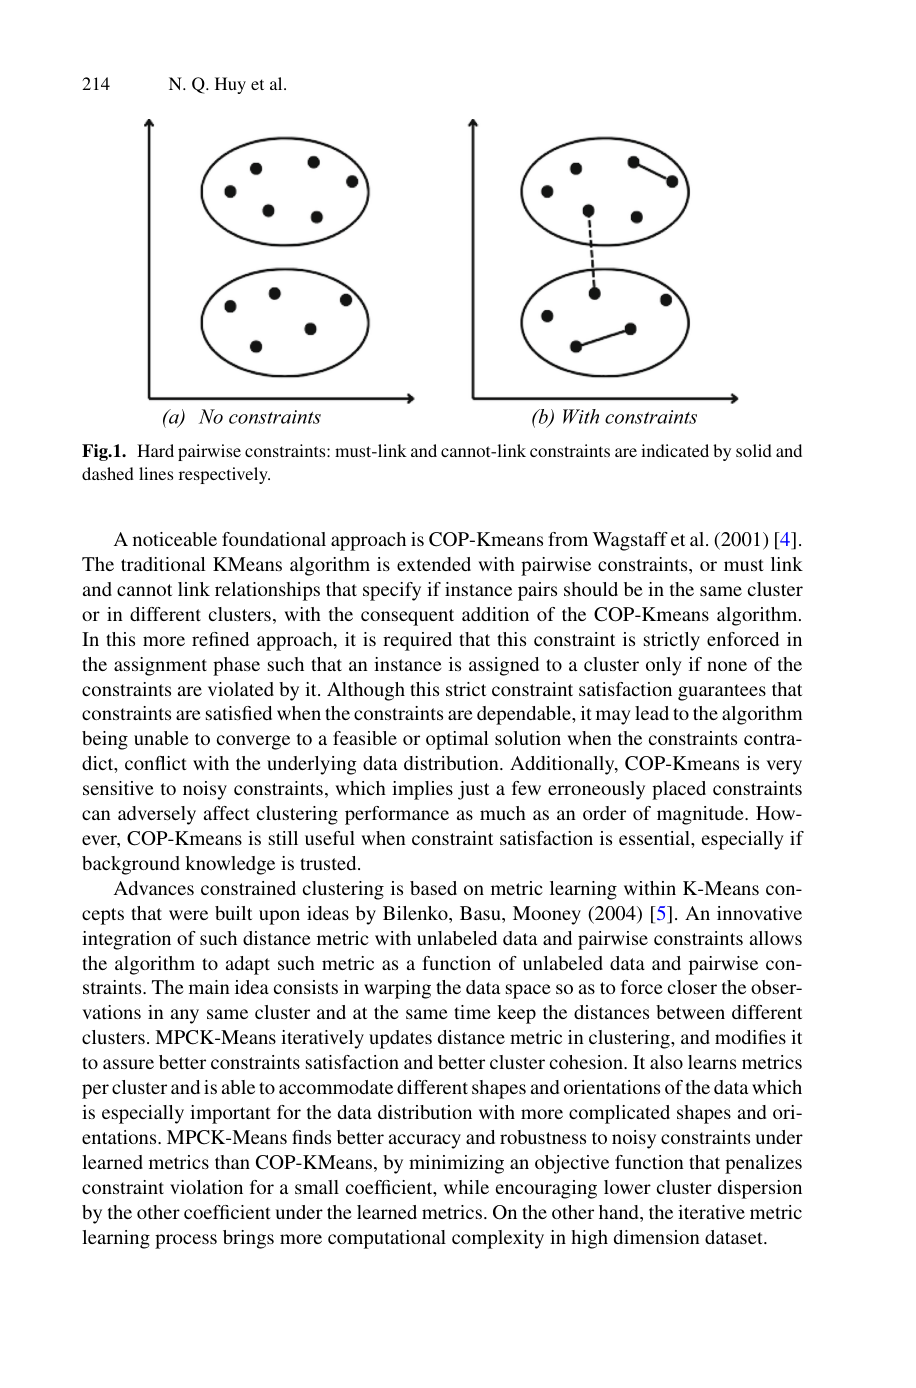 214 N. Q. Huy et al.
(a) No constraints
(b) With constraints
Fig.1. Hard pairwise constraints: must-link and cannot-link constraints are indicated by solid and
dashed lines respectively.
A noticeable foundational approach is COP-Kmeans from Wagstaff et al. (2001) [4].
The traditional KMeans algorithm is extended with pairwise constraints, or must link
and cannot link relationships that specify if instance pairs should be in the same cluster
or in different clusters, with the consequent addition of the COP-Kmeans algorithm.
In this more refined approach, it is required that this constraint is strictly enforced in
the assignment phase such that an instance is assigned to a cluster only if none of the
constraints are violated by it. Although this strict constraint satisfaction guarantees that
constraints are satisfied when the constraints are dependable, it may lead to the algorithm
being unable to converge to a feasible or optimal solution when the constraints contra-
dict, conflict with the underlying data distribution. Additionally, COP-Kmeans is very
sensitive to noisy constraints, which implies just a few erroneously placed constraints
can adversely affect clustering performance as much as an order of magnitude. How-
ever, COP-Kmeans is still useful when constraint satisfaction is essential, especially if
background knowledge is trusted.
Advances constrained clustering is based on metric learning within K-Means con-
cepts that were built upon ideas by Bilenko, Basu, Mooney (2004) [5]. An innovative
integration of such distance metric with unlabeled data and pairwise constraints allows
the algorithm to adapt such metric as a function of unlabeled data and pairwise con-
straints. The main idea consists in warping the data space so as to force closer the obser-
vations in any same cluster and at the same time keep the distances between different
clusters. MPCK-Means iteratively updates distance metric in clustering, and modifies it
to assure better constraints satisfaction and better cluster cohesion. It also learns metrics
per cluster and is able to accommodate different shapes and orientations of the data which
is especially important for the data distribution with more complicated shapes and ori-
entations. MPCK-Means finds better accuracy and robustness to noisy constraints under
learned metrics than COP-KMeans, by minimizing an objective function that penalizes
constraint violation for a small coefficient, while encouraging lower cluster dispersion
by the other coefficient under the learned metrics. On the other hand, the iterative metric
learning process brings more computational complexity in high dimension dataset.